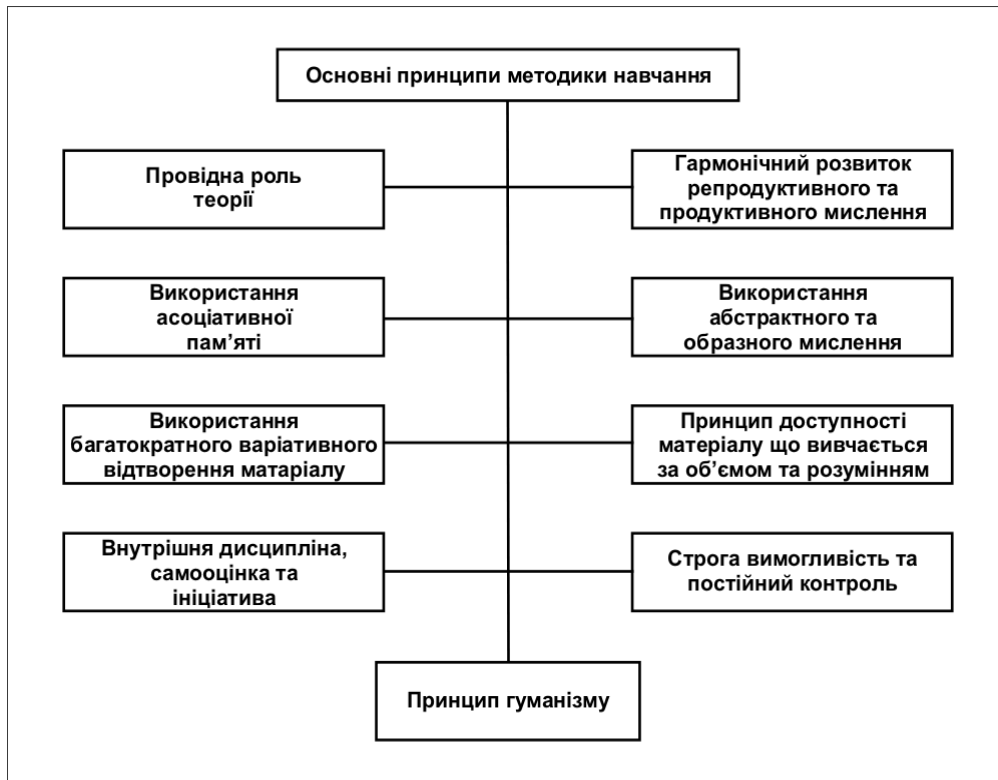 Основні принципи методики навчання
Провідна роль
теорії
Гармонічний розвиток
репродуктивного та
продуктивного мислення
Використання
асоціативної
пам’яті
Використання
абстрактного та
образного мислення
Використання
багатократного варіативного
відтворення матаріалу
Принцип доступності
матеріалу що вивчається
за об’ємом та розумінням
Внутрішня дисципліна,
самооцінка та
ініціатива
Строга вимогливість та
постійний контроль
Принцип гуманізму